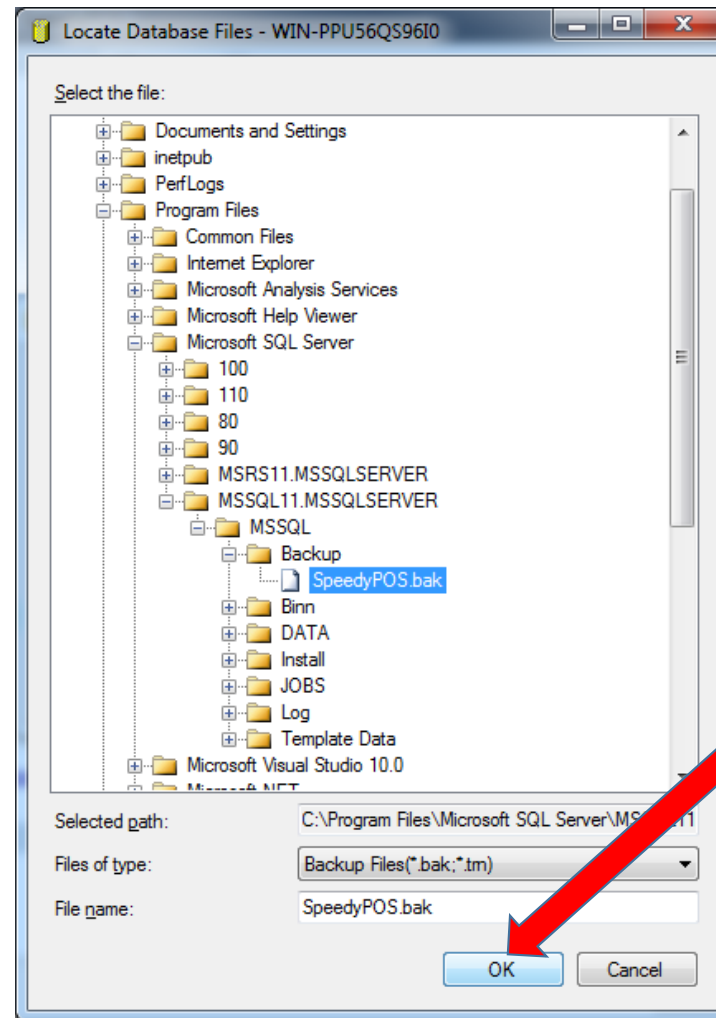 Locate Database Files - WIN-PPU56QS96I0
Select the file:
Documents and Settings
inetpub
PerfLogs
Program Files
Common Files
Internet Explorer
Microsoft Analysis Services
Microsoft Help Viewer
Microsoft SQL Server
100
110
80
90
MSRS11.MSSQLSERVER
MSSQL11.MSSQLSERVER
MSSQL
Backup
SpeedyPOS.bak
Binn
DATA
Install
JOBS
Log
Template Data
Microsoft Visual Studio 10.0
Microsoft.NET
Selected path: C:\Program Files\Microsoft SQL Server\
Files of type: Backup Files(*.bak;*.trn)
File name: SpeedyPOS.bak
OK Cancel